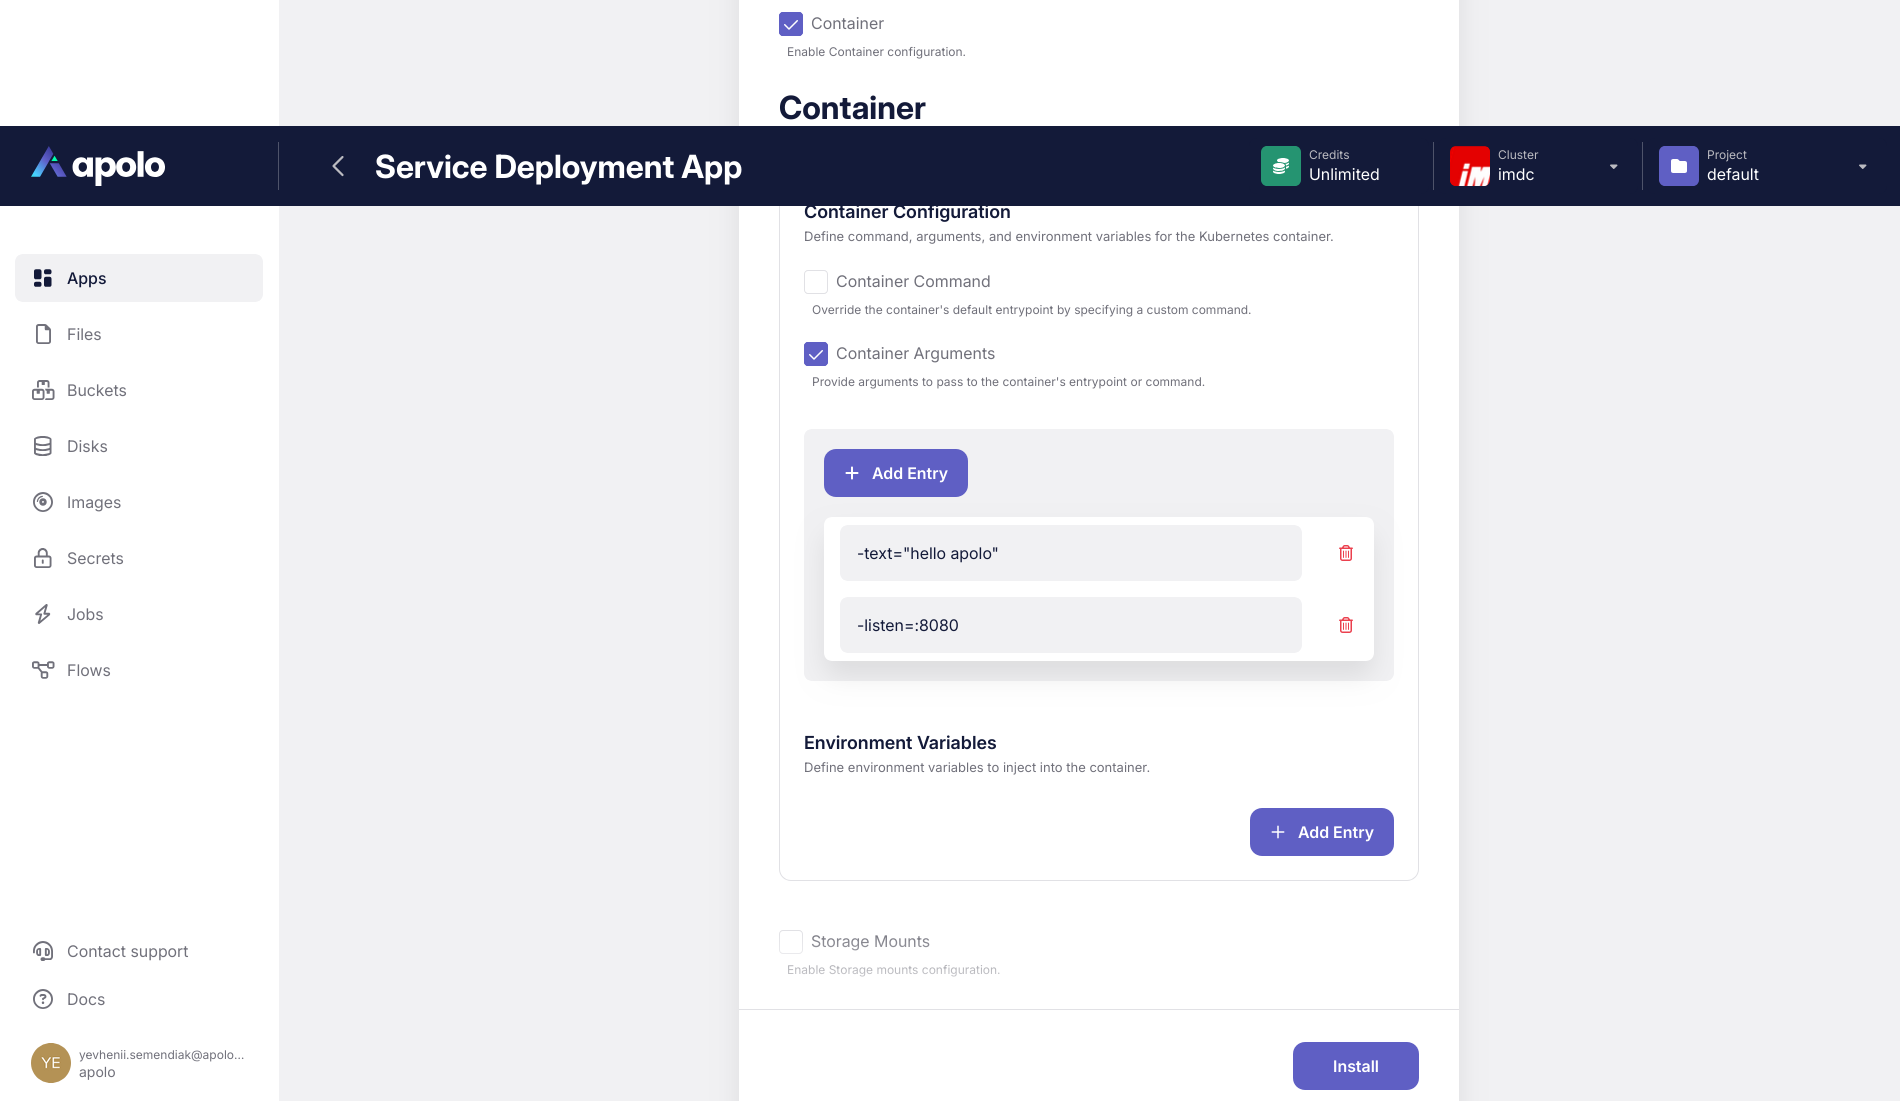 Container
Enable Container configuration.
Container
apolo
Service Deployment App
Credits
Unlimited
iM
Cluster
imdc
Project
default
Apps
Files
Buckets
Disks
Images
Secrets
Jobs
Flows
Contact support
Docs
YE
yevhenii.semendiak@apolo...
apolo
Container Configuration
Define command, arguments, and environment variables for the Kubernetes container.
Container Command
Override the container's default entrypoint by specifying a custom command.
Container Arguments
Provide arguments to pass to the container's entrypoint or command.
Add Entry
-text="hello apolo"
-listen=:8080
Environment Variables
Define environment variables to inject into the container.
Add Entry
Storage Mounts
Enable Storage mounts configuration.
Install